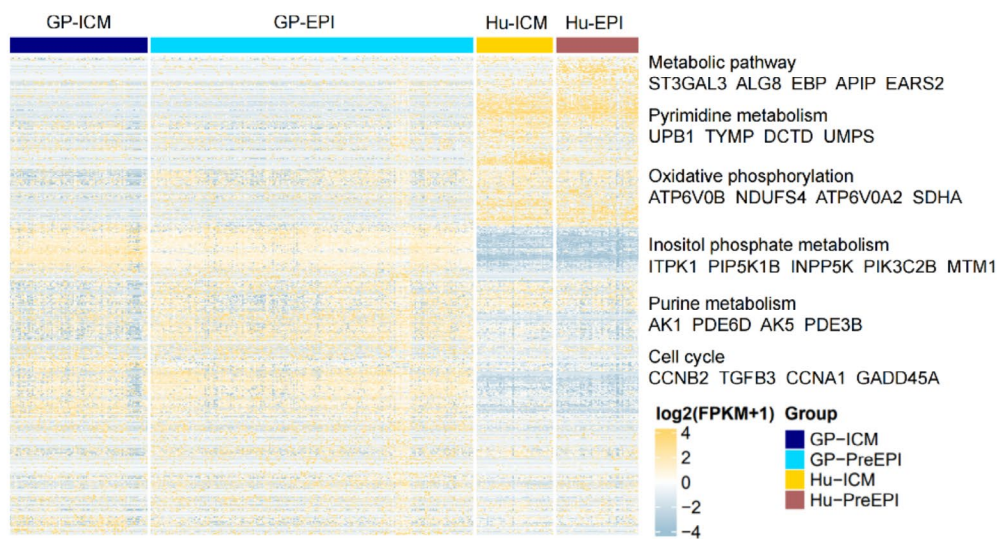 GP-ICM
GP-EPI
Hu-ICM
Hu-EPI
Metabolic pathway
ST3GAL3 ALG8 EBP APIP EARS2
Pyrimidine metabolism
UPB1 TYMP DCTD UMPS
Oxidative phosphorylation
ATP6V0B NDUFS4 ATP6V0A2 SDHA
Inositol phosphate metabolism
ITPK1 PIP5K1B INPP5K PIK3C2B MTM1
Purine metabolism
AK1 PDE6D AK5 PDE3B
Cell cycle
CCNB2 TGFB3 CCNA1 GADD45A
log2(FPKM+1)
4
2
0
−2
−4
Group
GP−ICM
GP−PreEPI
Hu−ICM
Hu−PreEPI